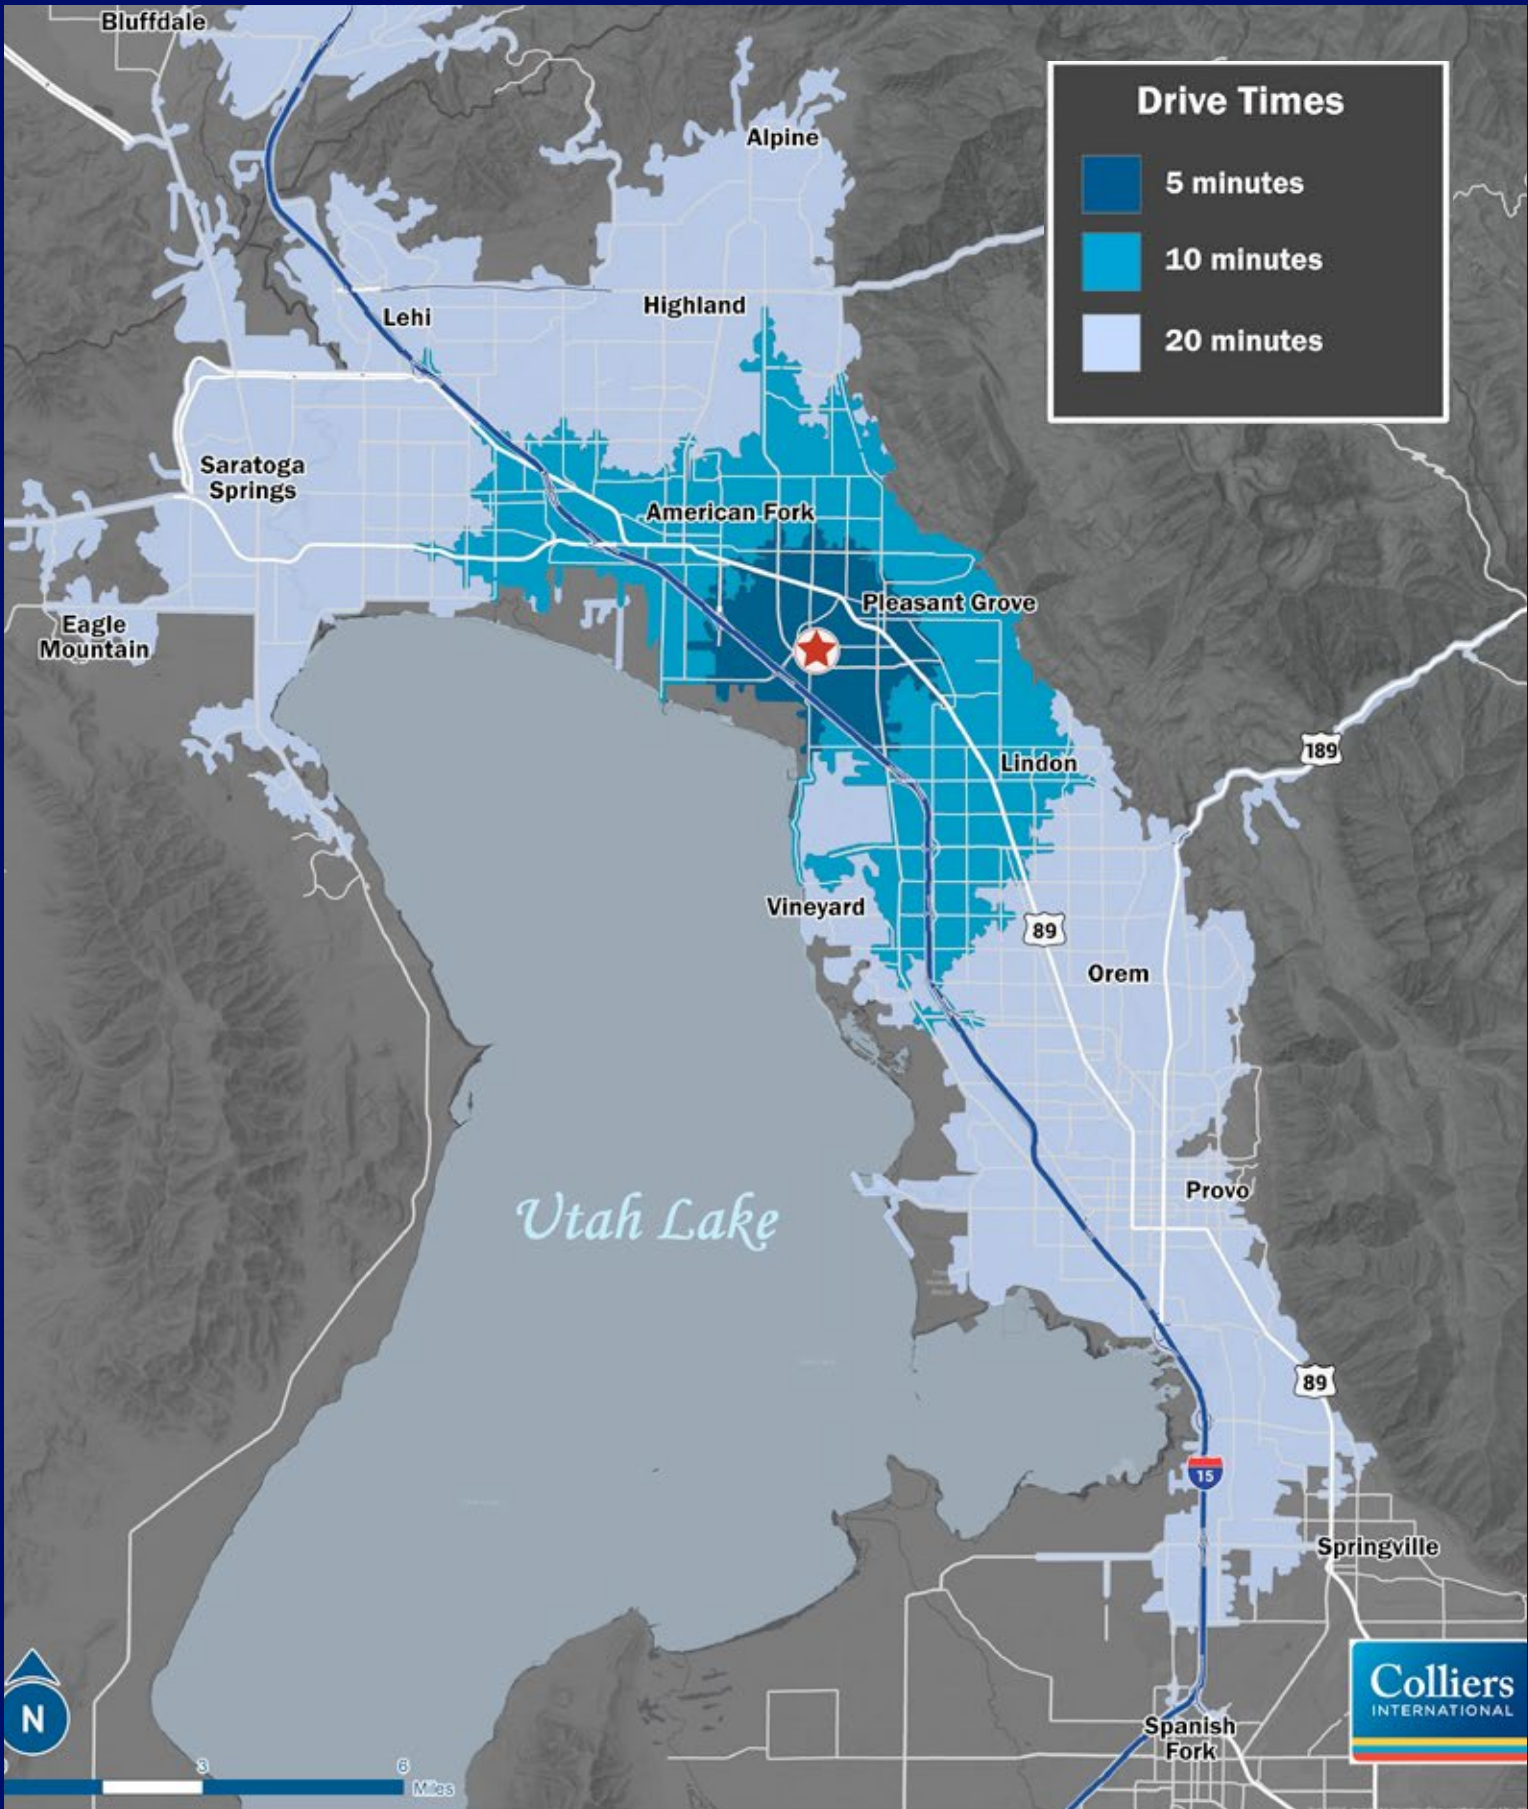 Bluffdale
Drive Times
5 minutes
10 minutes
20 minutes
Alpine
Highland
Lehi
Saratoga
Springs
American Fork
Pleasant Grove
Eagle
Mountain
189
Lindon
Vineyard
89
Orem
Utah Lake
Provo
89
15
Springville
Colliers
INTERNATIONAL
N
Spanish
Fork
3
6
Miles